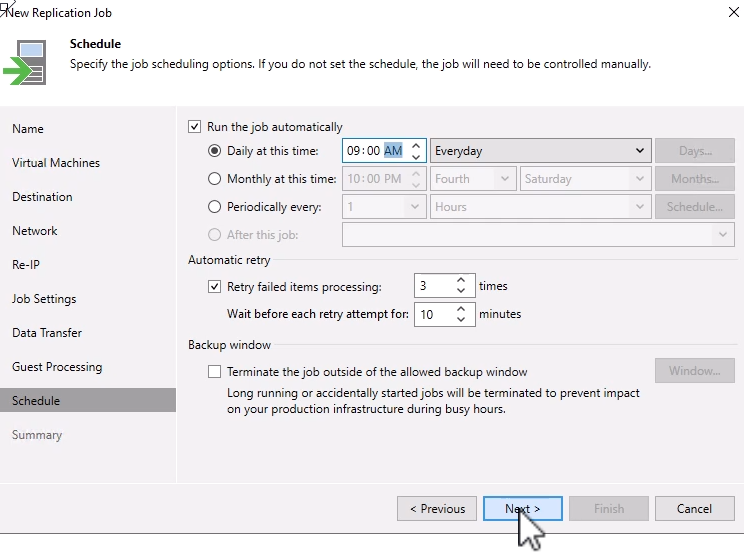 New Replication Job
Schedule
Specify the job scheduling options. If you do not set the schedule, the job will need to be controlled manually.
Name
Virtual Machines
Destination
Network
Re-IP
Job Settings
Data Transfer
Guest Processing
Schedule
Summary
Run the job automatically
Daily at this time: 09:00 AM Everyday Days...
Monthly at this time: 10:00 PM Fourth Saturday Months...
Periodically every: 1 Hours Schedule...
After this job:
Automatic retry
Retry failed items processing: 3 times
Wait before each retry attempt for: 10 minutes
Backup window
Terminate the job outside of the allowed backup window Window...
Long running or accidentally started jobs will be terminated to prevent impact
on your production infrastructure during busy hours.
< Previous Next > Finish Cancel